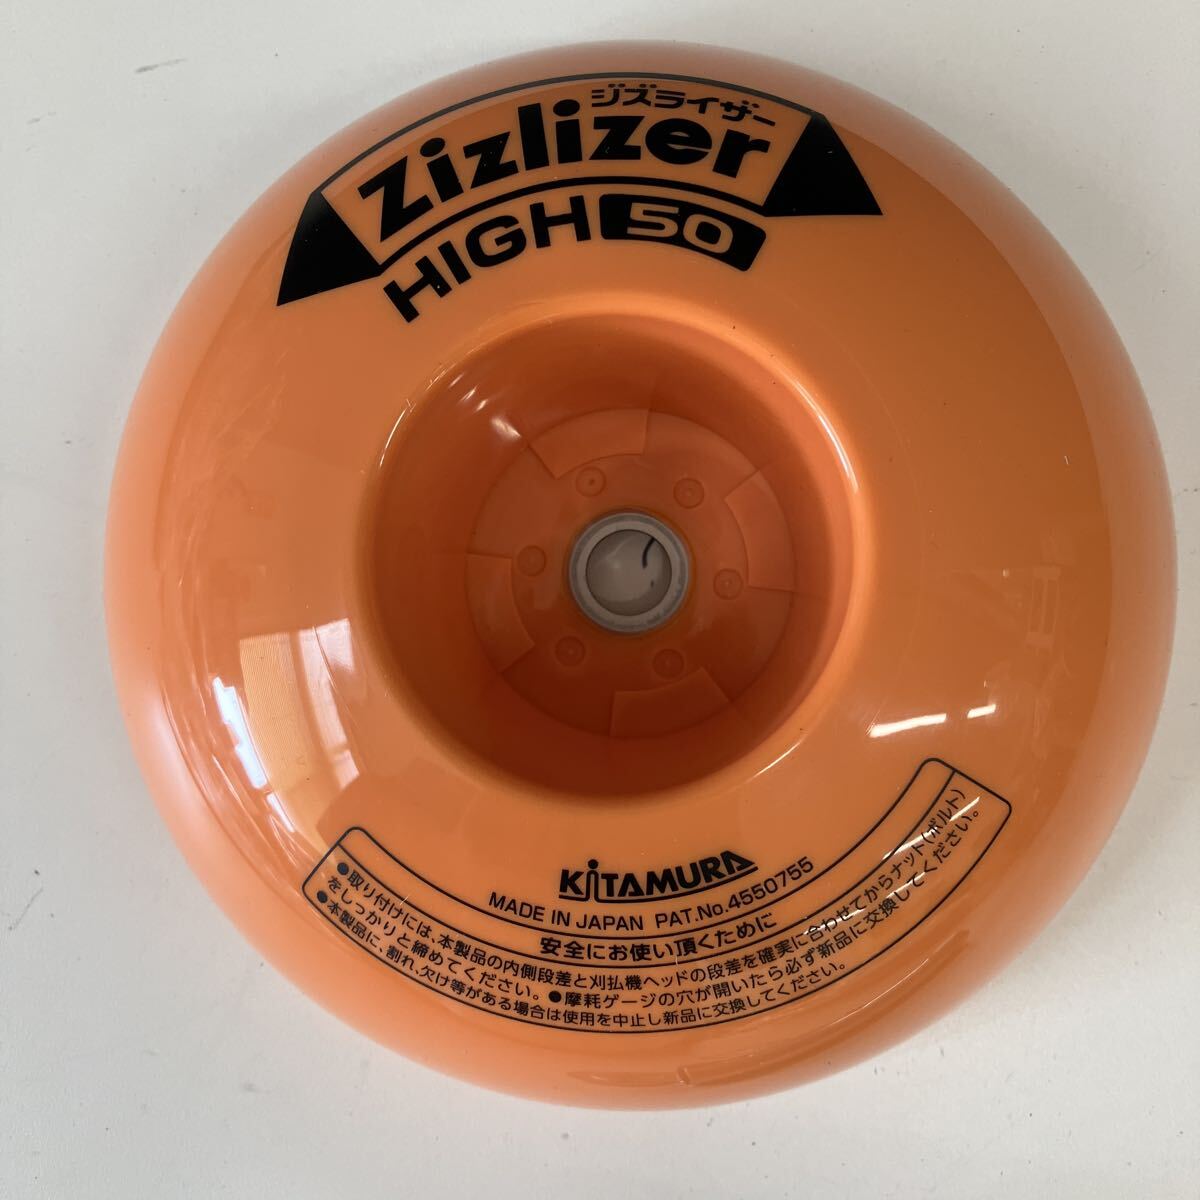 ジズライザー
Zizlizer
HIGH 50
KITAMURA
MADE IN JAPAN PAT.No.4550755
安全にお使い頂くために
●取り付けには、本製品の内側段差と刈払機ヘッドの段差を確実に合わせてからナット(ボルト)
をしっかりと締めてください。●摩耗ゲージの穴が開いたら必ず新品に交換してください。
●本製品に、割れ、欠け等がある場合は使用を中止し新品に交換してください。